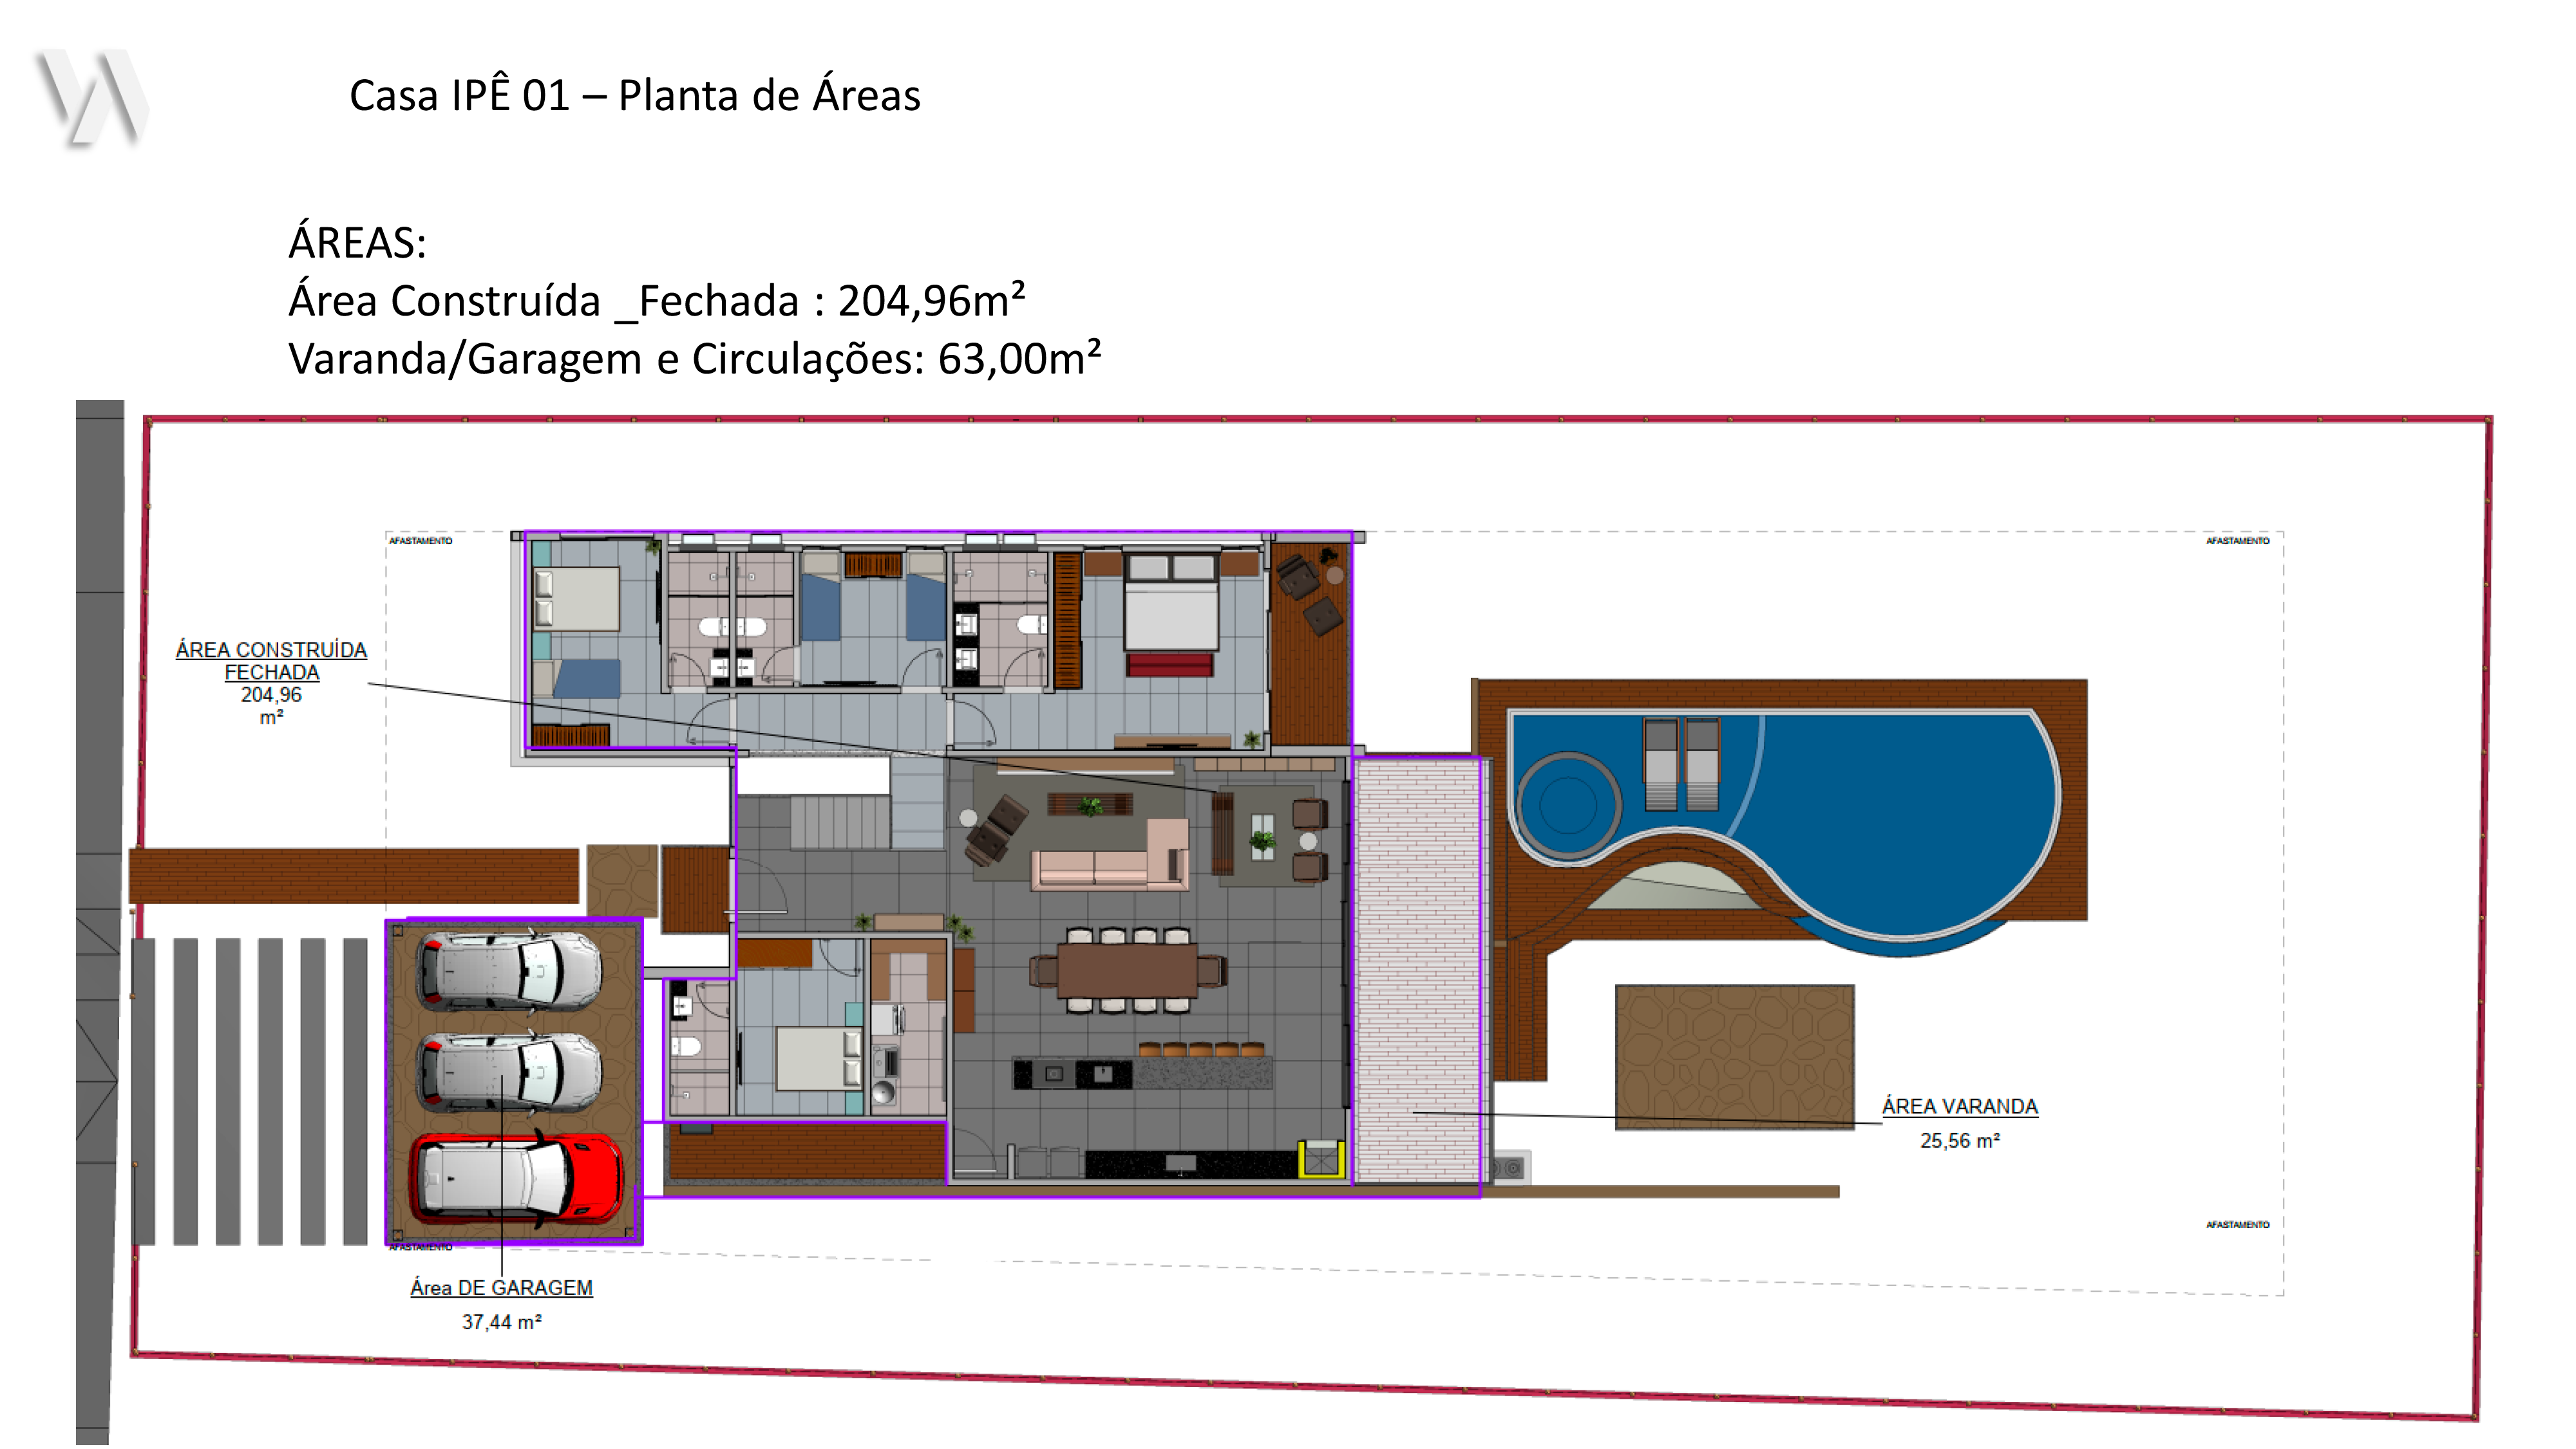 Casa IPÊ 01 – Planta de Áreas
ÁREAS:
Área Construída _Fechada : 204,96m²
Varanda/Garagem e Circulações: 63,00m²
AFASTAMENTO
AFASTAMENTO
ÁREA CONSTRUÍDA
FECHADA
204,96
m²
ÁREA VARANDA
25,56 m²
AFASTAMENTO
AFASTAMENTO
Área DE GARAGEM
37,44 m²